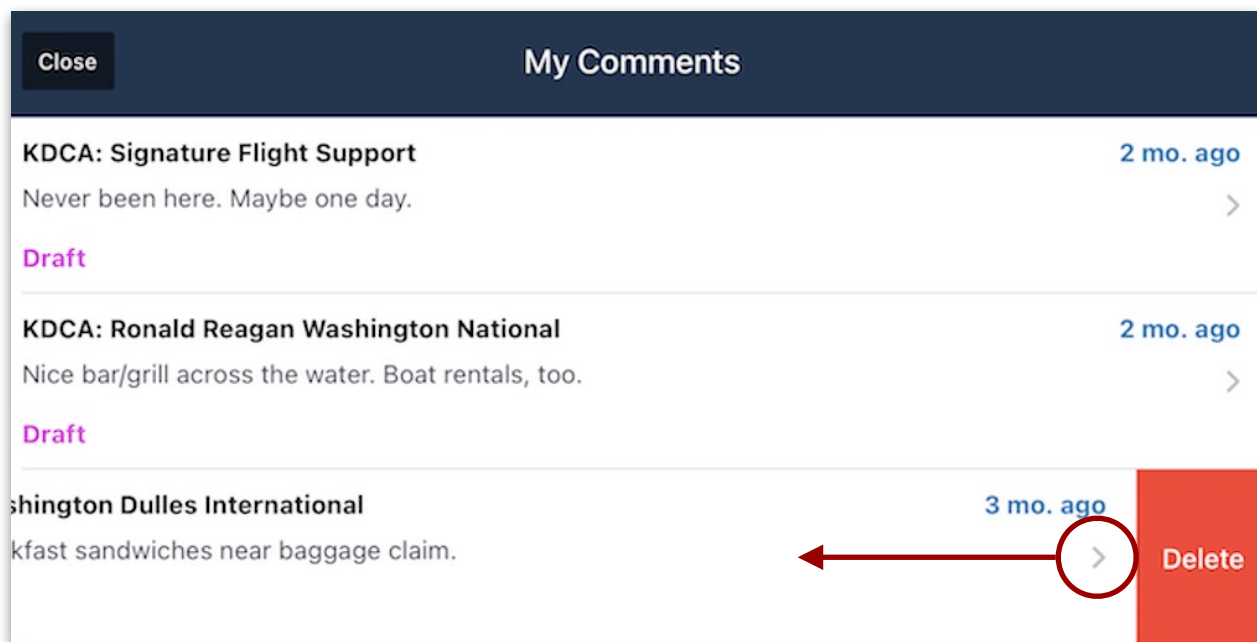 Close
My Comments
KDCA: Signature Flight Support
2 mo. ago
Never been here. Maybe one day.
Draft
KDCA: Ronald Reagan Washington National
2 mo. ago
Nice bar/grill across the water. Boat rentals, too.
Draft
shington Dulles International
3 mo. ago
kfast sandwiches near baggage claim.
Delete